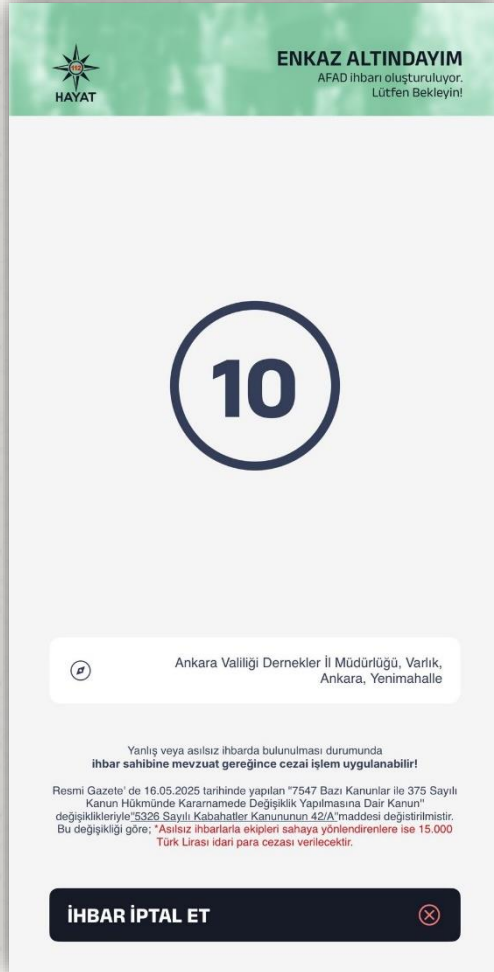 112
HAYAT
ENKAZ ALTINDAYIM
AFAD ihbarı oluşturuluyor.
Lütfen Bekleyin!
10
Ankara Valiliği Dernekler İl Müdürlüğü, Varlık,
Ankara, Yenimahalle
Yanlış veya asılsız ihbarda bulunulması durumunda
ihbar sahibine mevzuat gereğince cezai işlem uygulanabilir!
Resmi Gazete' de 16.05.2025 tarihinde yapılan "7547 Bazı Kanunlar ile 375 Sayılı
Kanun Hükmünde Kararnamede Değişiklik Yapılmasına Dair Kanun"
değişiklikleriyle"5326 Sayılı Kabahatler Kanununun 42/A"maddesi değistirilmistir.
Bu değişikliği göre; "Asılsız ihbarlarla ekipleri sahaya yönlendirenlere ise 15.000
Türk Lirası idari para cezası verilecektir.
İHBAR İPTAL ET